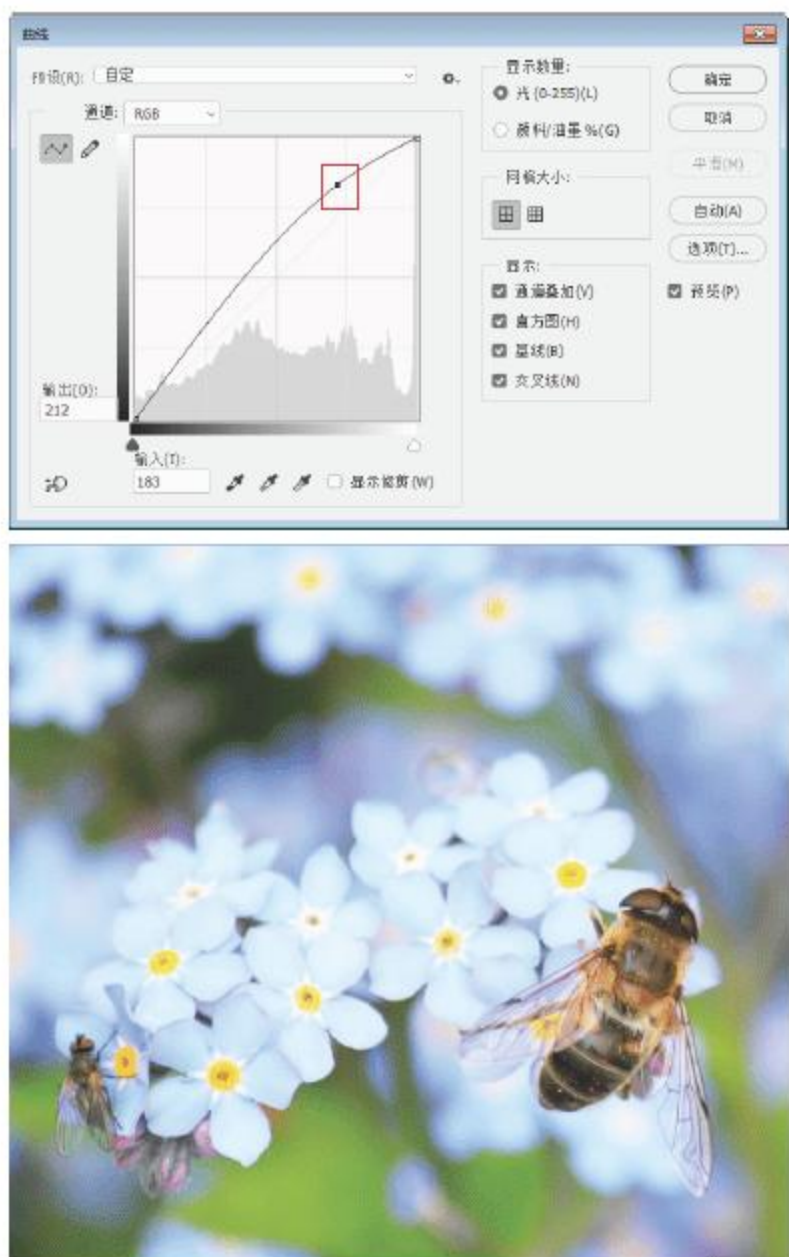 曲线
预设(R): 自定
通道: RGB
输出(O):
212
输入(I):
183
显示修剪(W)
显示数量:
光(0-255)(L)
颜料/油墨 %(G)
网格大小:
显示:
通道叠加(V)
直方图(H)
基线(B)
交叉线(N)
确定
取消
平滑(M)
自动(A)
选项(T)...
预览(P)